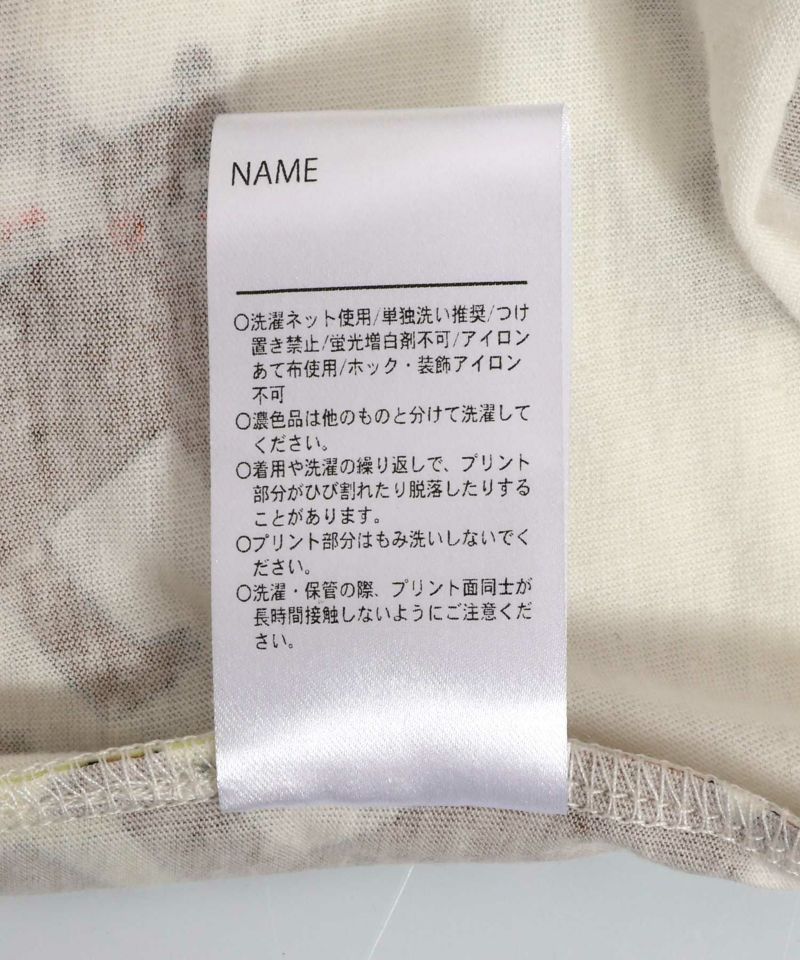 NAME
○洗濯ネット使用/単独洗い推奨/つけ
置き禁止/蛍光増白剤不可/アイロン
あて布使用/ホック・装飾アイロン
不可
○濃色品は他のものと分けて洗濯して
ください。
○着用や洗濯の繰り返しで、プリント
部分がひび割れたり脱落したりする
ことがあります。
○プリント部分はもみ洗いしないでく
ださい。
○洗濯・保管の際、プリント面同士が
長時間接触しないようにご注意くだ
さい。